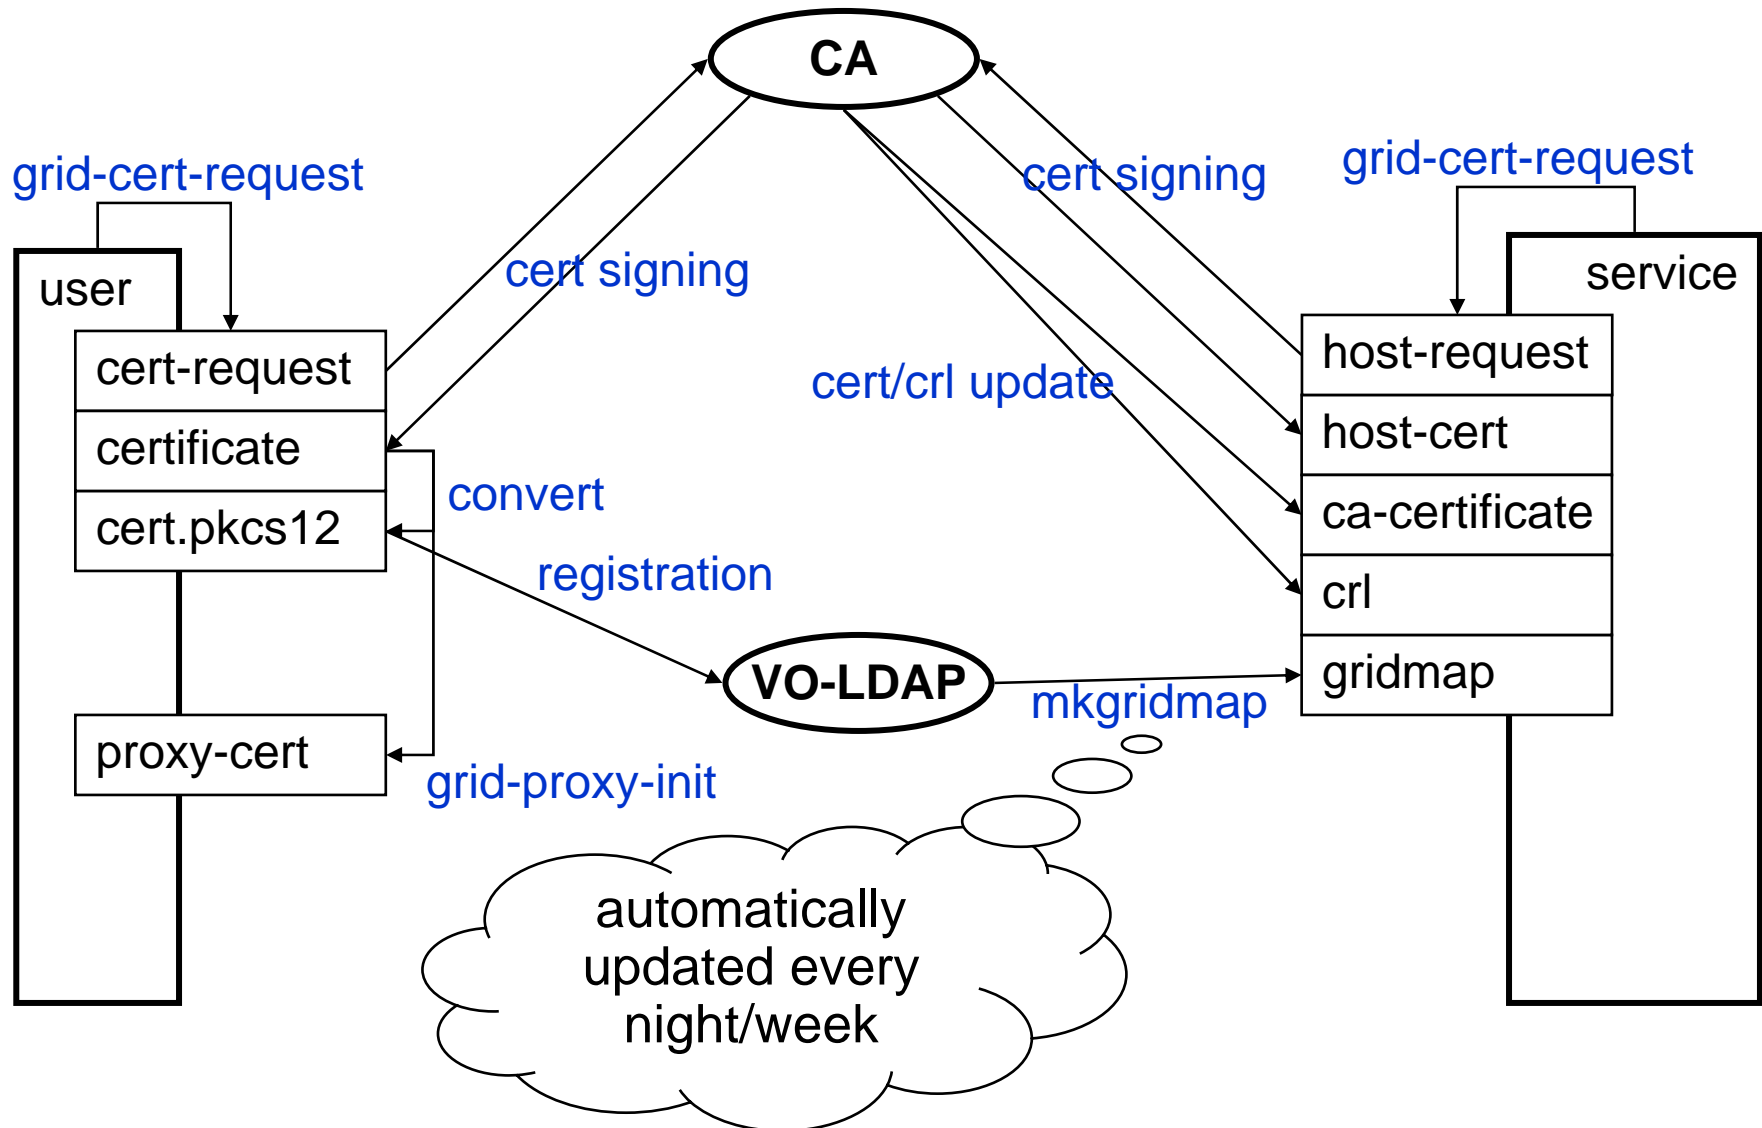 CA
grid-cert-request
cert signing
grid-cert-request
user
cert signing
service
cert-request
host-request
cert/crl update
certificate
host-cert
convert
cert.pkcs12
ca-certificate
registration
crl
VO-LDAP
gridmap
mkgridmap
proxy-cert
grid-proxy-init
automatically
updated every
night/week